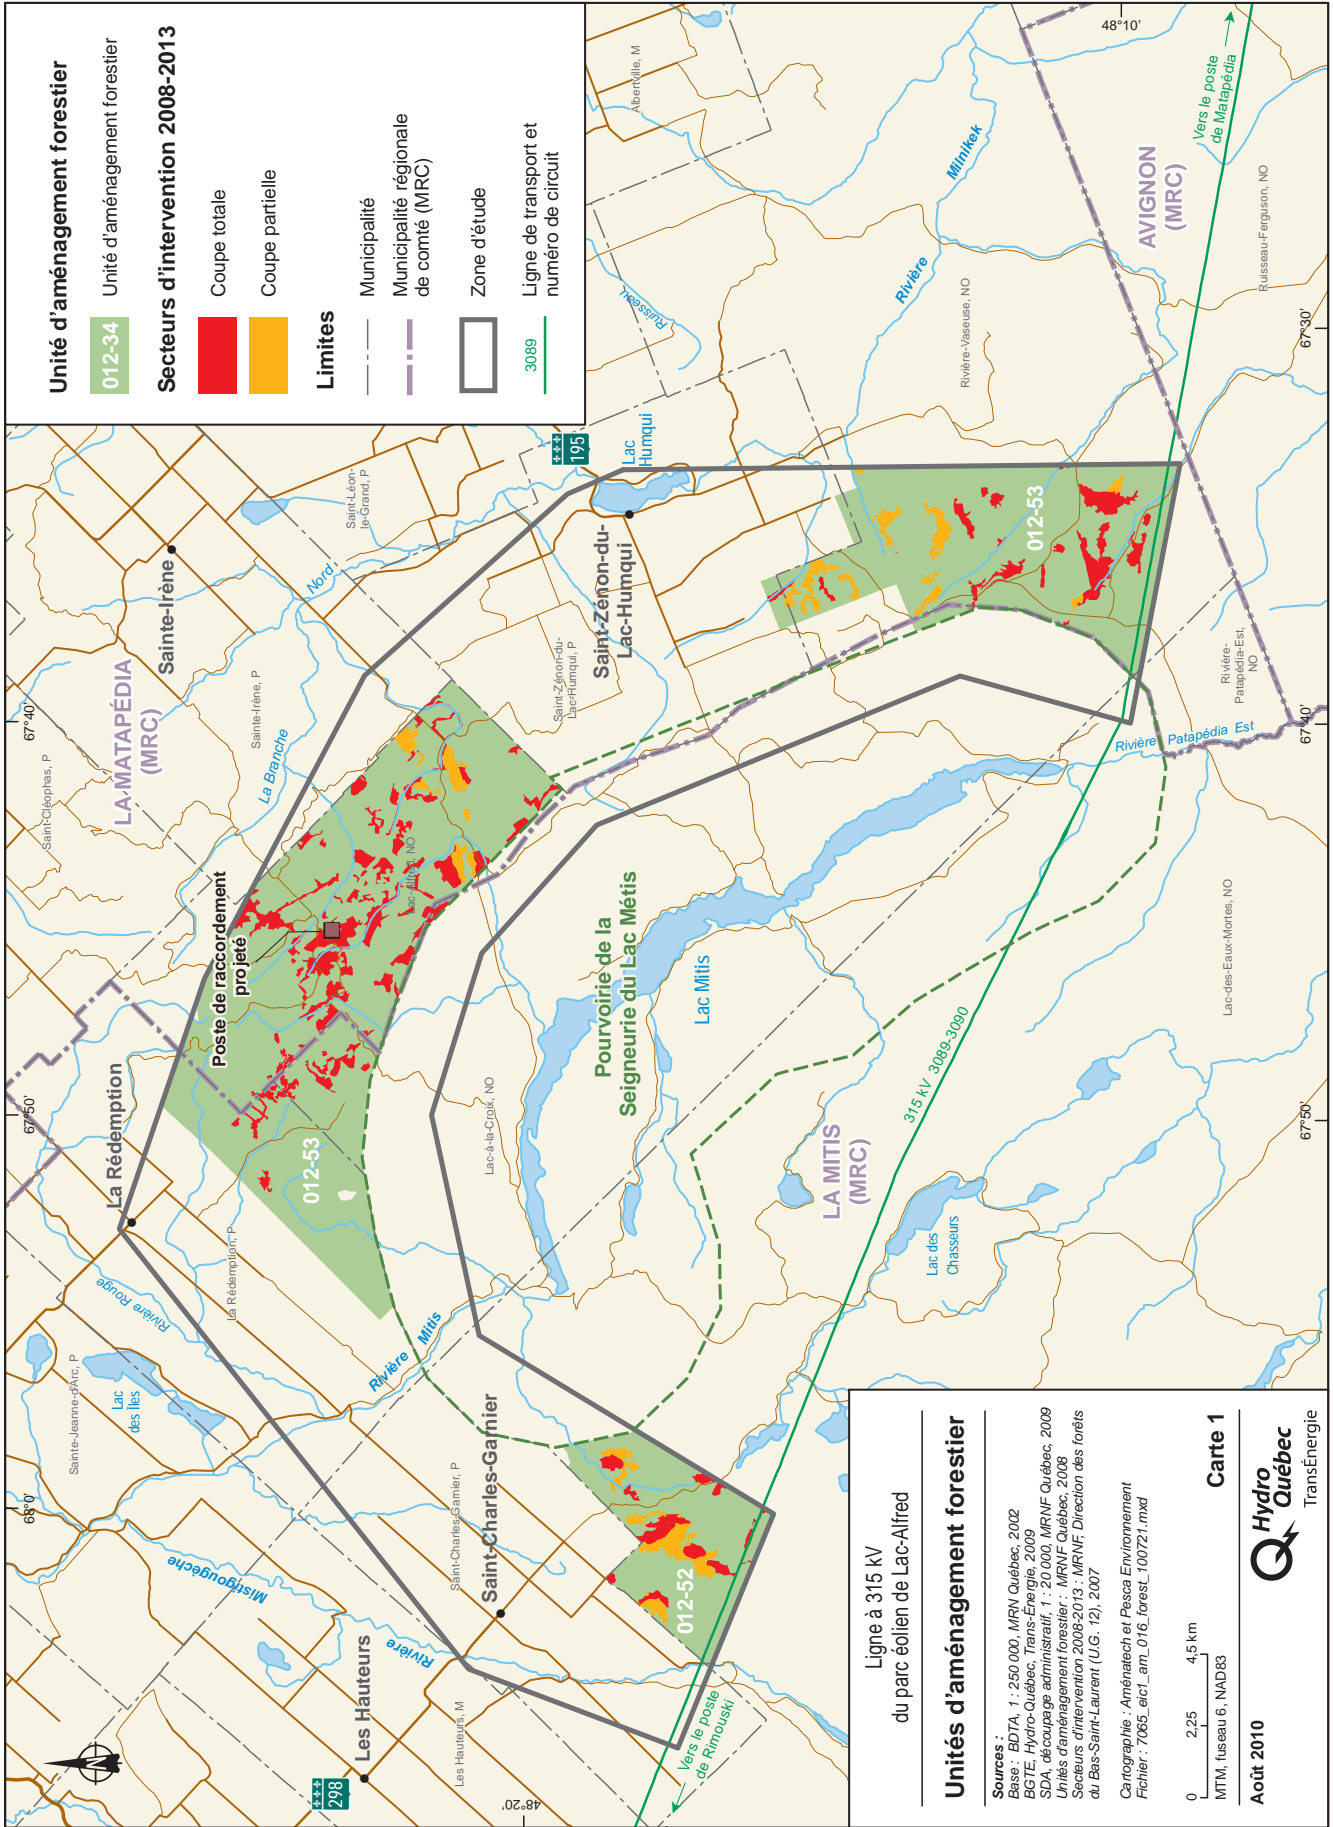 Unité d'aménagement forestier
012-34
Unité d'aménagement forestier
Secteurs d'intervention 2008-2013
Coupe totale
Coupe partielle
Limites
Municipalité
Municipalité régionale
de comté (MRC)
Zone d'étude
3089
Ligne de transport et
numéro de circuit
67°50'
67°40'
68°0'
48°20'
48°10'
67°50'
67°40'
67°30'
298
195
Les Hauteurs
Les Hauteurs, M
Rivière
Mistigougèche
Sainte-Jeanne-d'Arc, P
Lac
des Îles
Rivière Rouge
La Rédemption
La Rédemption, P
Saint-Charles-Garnier, P
Saint-Charles-Garnier
Rivière
Mitis
012-52
012-53
Vers le poste
de Rimouski
Poste de raccordement
projeté
Saint-Cléophas, P
LA MATAPÉDIA
(MRC)
Sainte-Irène
Sainte-Irène, P
La Branche
Nord
Saint-Léon-
le-Grand, P
Lac-Alfred, NO
Lac-à-la-Croix, NO
Saint-Zénon-du-
Lac-Humqui, P
Saint-Zénon-du-
Lac-Humqui
Lac
Humqui
Ruisseau
Albertville, M
Pourvoirie de la
Seigneurie du Lac Métis
Lac Mitis
LA MITIS
(MRC)
Lac des
Chasseurs
315 kV 3089-3090
Lac-des-Eaux-Mortes, NO
Rivière Patapédia Est
Rivière-
Patapédia-Est,
NO
012-53
Rivière-Vaseuse, NO
Rivière
Milnikek
AVIGNON
(MRC)
Vers le poste
de Matapédia
Ruisseau-Ferguson, NO
N
Ligne à 315 kV
du parc éolien de Lac-Alfred
Unités d'aménagement forestier
Sources :
Base : BDTA, 1 : 250 000, MRN Québec, 2002
BGTE, Hydro-Québec, Trans-Énergie, 2009
SDA, découpage administratif, 1 : 20 000, MRNF Québec, 2009
Unités d'aménagement forestier : MRNF Québec, 2008
Secteurs d'intervention 2008-2013 : MRNF, Direction des forêts
du Bas-Saint-Laurent (U.G. 12), 2007
Cartographie : Aménatech et Pesca Environnement
Fichier : 7065_eic1_am_016_forest_100721.mxd
0 2,25 4,5 km
MTM, fuseau 6, NAD83
Carte 1
Août 2010
Hydro
Québec
TransÉnergie